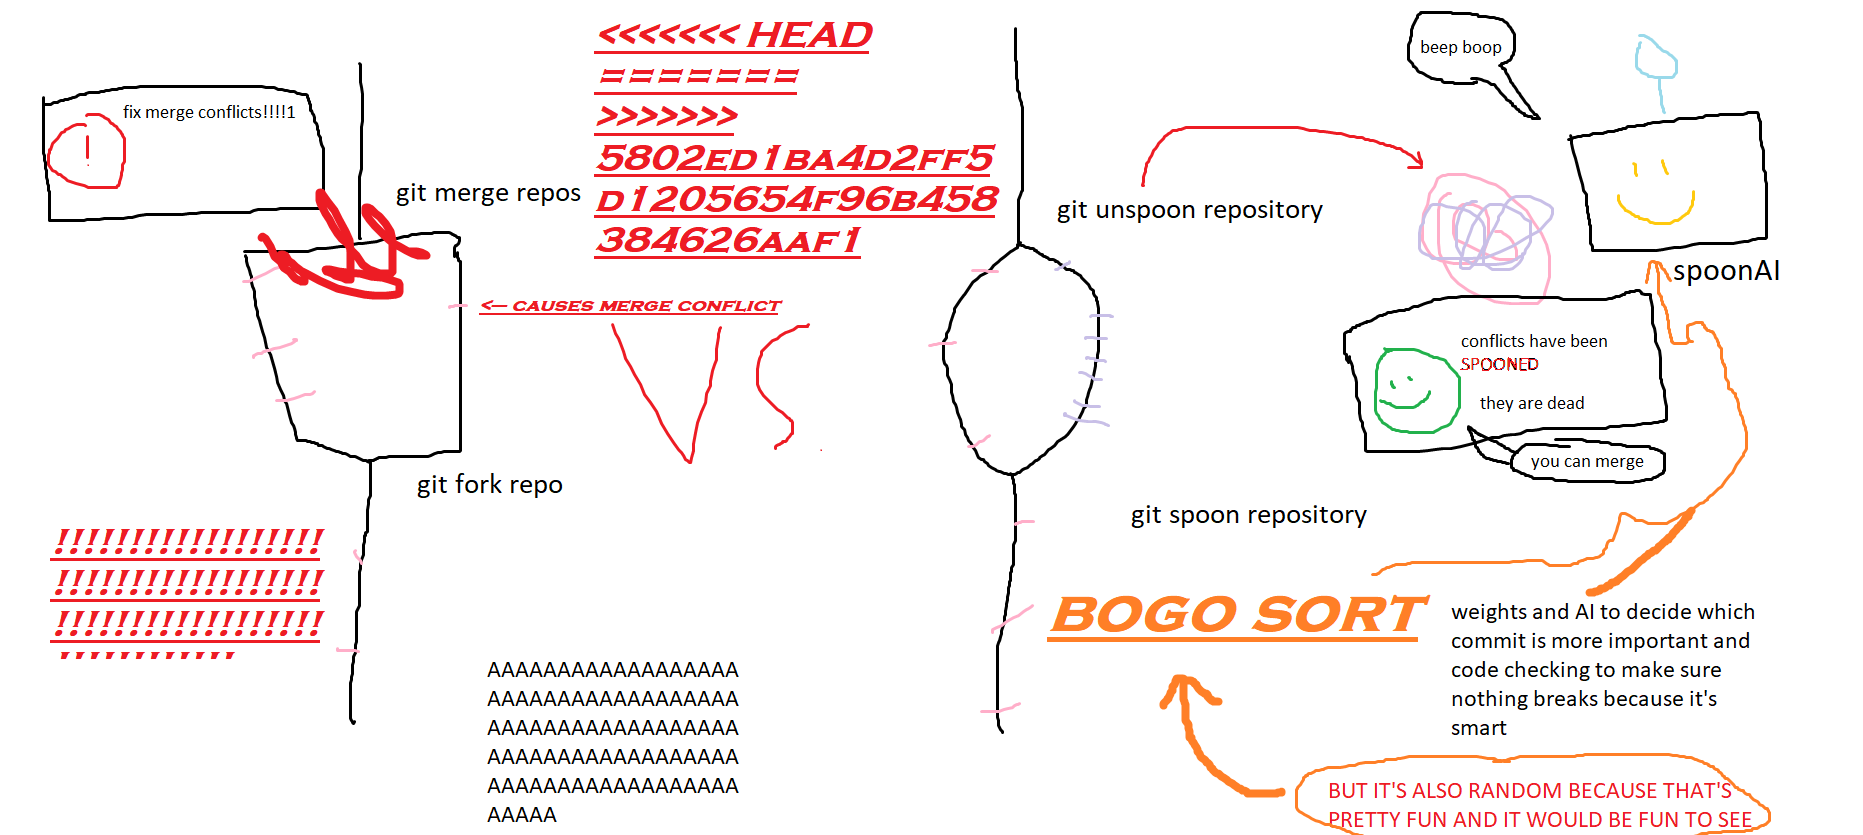 fix merge conflicts!!!!1
!
git merge repos
<<<<<<< HEAD
=======
>>>>>>>
5802ED1BA4D2FF5
D1205654F96B458
384626AAF1
<-- CAUSES MERGE CONFLICT
VS
git fork repo
!!!!!!!!!!!!!!!!!!
!!!!!!!!!!!!!!!!!!
!!!!!!!!!!!!!!!!!!
AAAAAAAAAAAAAAAAAA
AAAAAAAAAAAAAAAAAA
AAAAAAAAAAAAAAAAAA
AAAAAAAAAAAAAAAAAA
AAAAAAAAAAAAAAAAAA
AAAAA
beep boop
git unspoon repository
spoonAI
conflicts have been
SPOONED
they are dead
you can merge
git spoon repository
BOGO SORT
weights and AI to decide which
commit is more important and
code checking to make sure
nothing breaks because it's
smart
BUT IT'S ALSO RANDOM BECAUSE THAT'S
PRETTY FUN AND IT WOULD BE FUN TO SEE